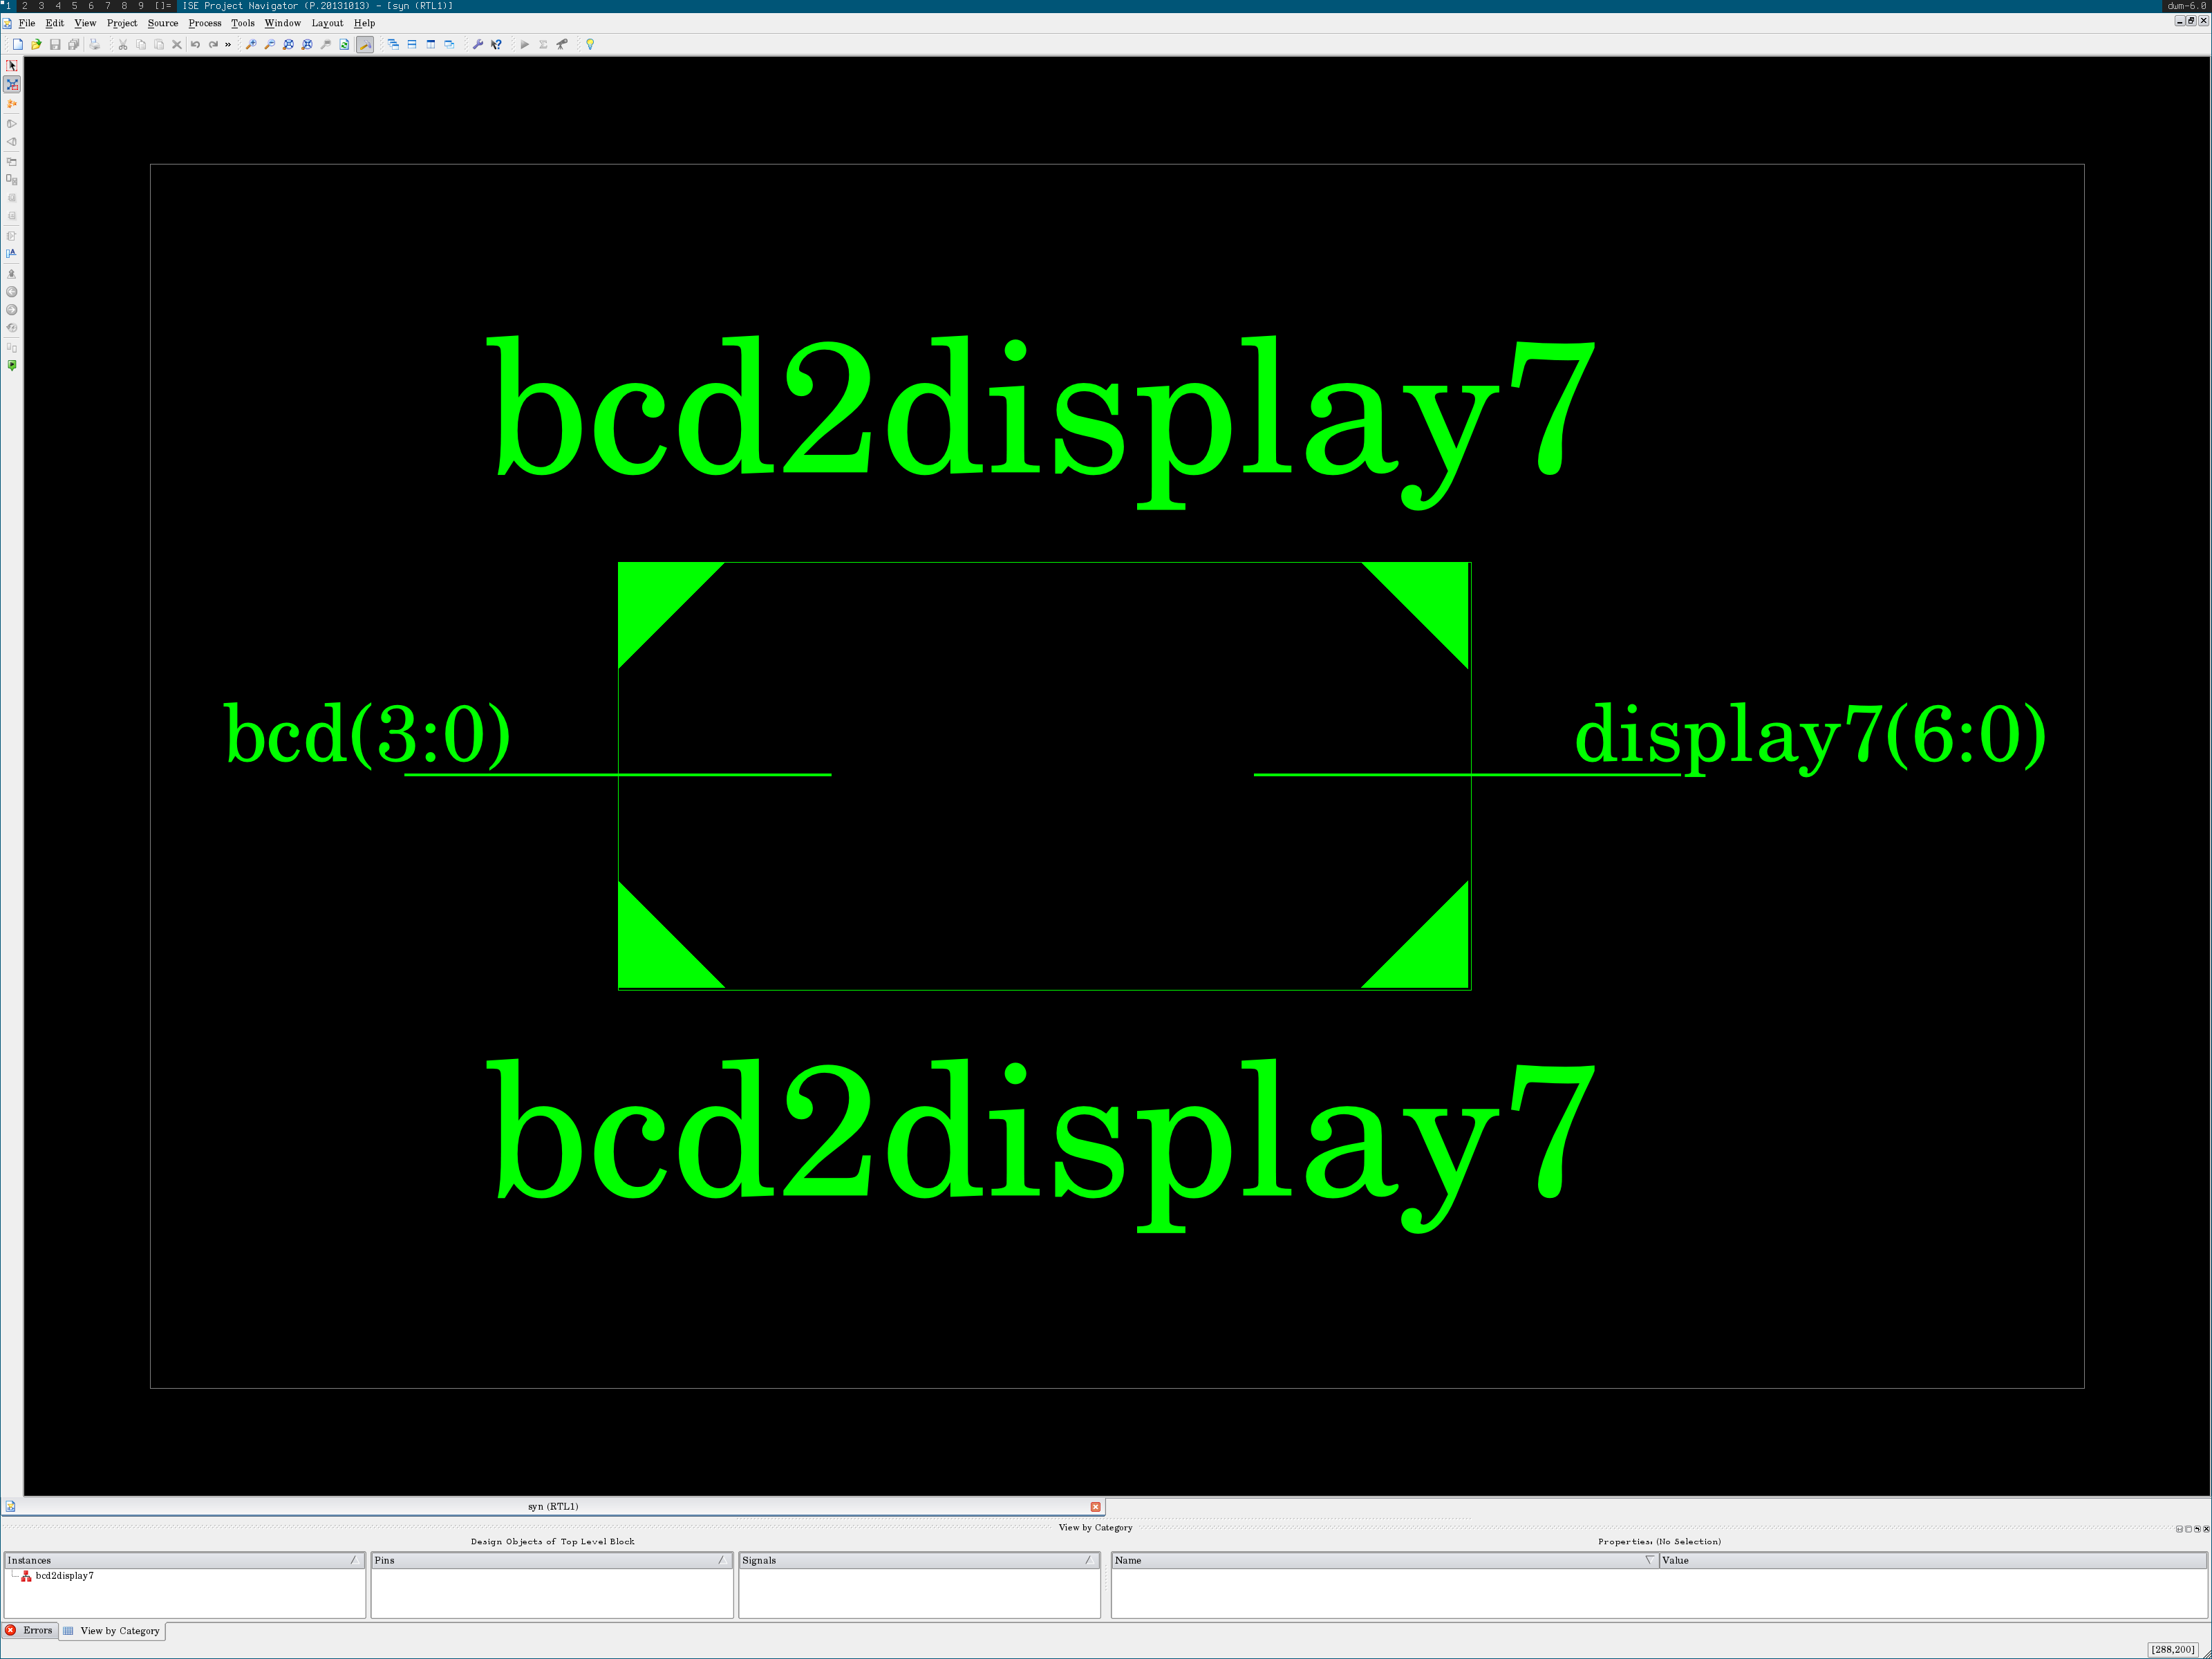 1 2 3 4 5 6 7 8 9 []= ISE Project Navigator (P.20131013) - [syn (RTL1)] dwm-6.0
File Edit View Project Source Process Tools Window Layout Help
bcd2display7
bcd(3:0) display7(6:0)
bcd2display7
syn (RTL1)
View by Category
Design Objects of Top Level Block Properties: (No Selection)
Instances Pins Signals Name Value
bcd2display7
Errors View by Category
[288,200]